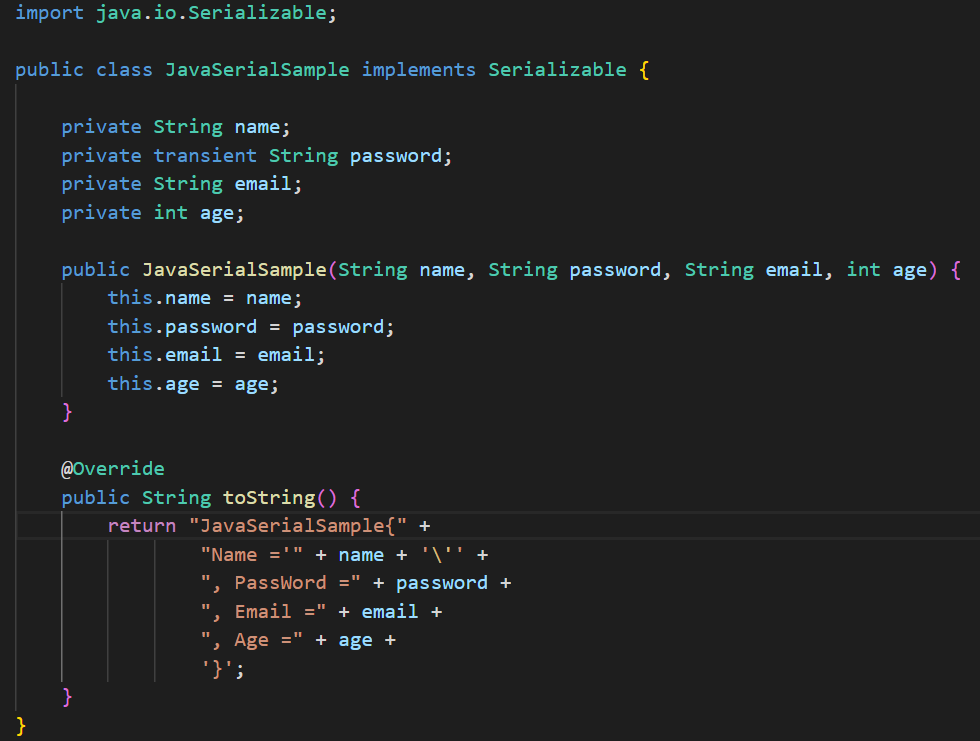 import java.io.Serializable;
public class JavaSerialSample implements Serializable {
private String name;
private transient String password;
private String email;
private int age;
public JavaSerialSample(String name, String password, String email, int age) {
this.name = name;
this.password = password;
this.email = email;
this.age = age;
}
@Override
public String toString() {
return "JavaSerialSample{" +
"Name ='" + name + '\'' +
", PassWord =" + password +
", Email =" + email +
", Age =" + age +
'}';
}
}